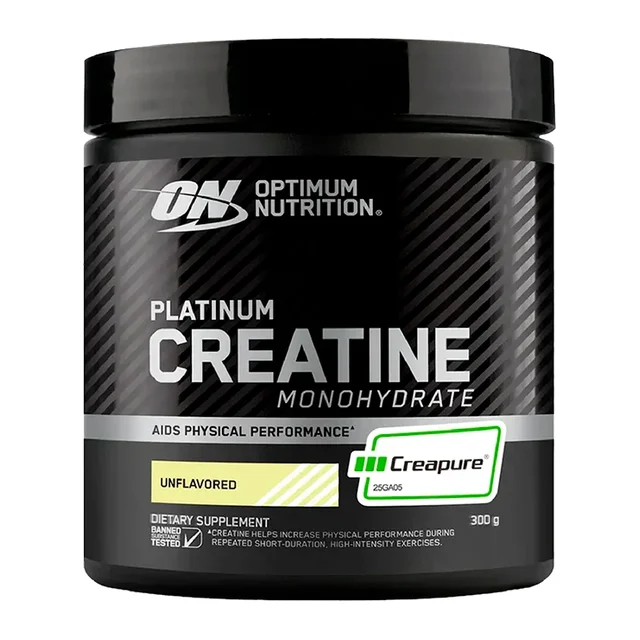 ON OPTIMUM
NUTRITION®
PLATINUM
CREATINE
MONOHYDRATE
AIDS PHYSICAL PERFORMANCE▲
Creapure®
25GA05
UNFLAVORED
DIETARY SUPPLEMENT
300 g
BANNED
SUBSTANCE
TESTED
▲CREATINE HELPS INCREASE PHYSICAL PERFORMANCE DURING
REPEATED SHORT-DURATION, HIGH-INTENSITY EXERCISES.